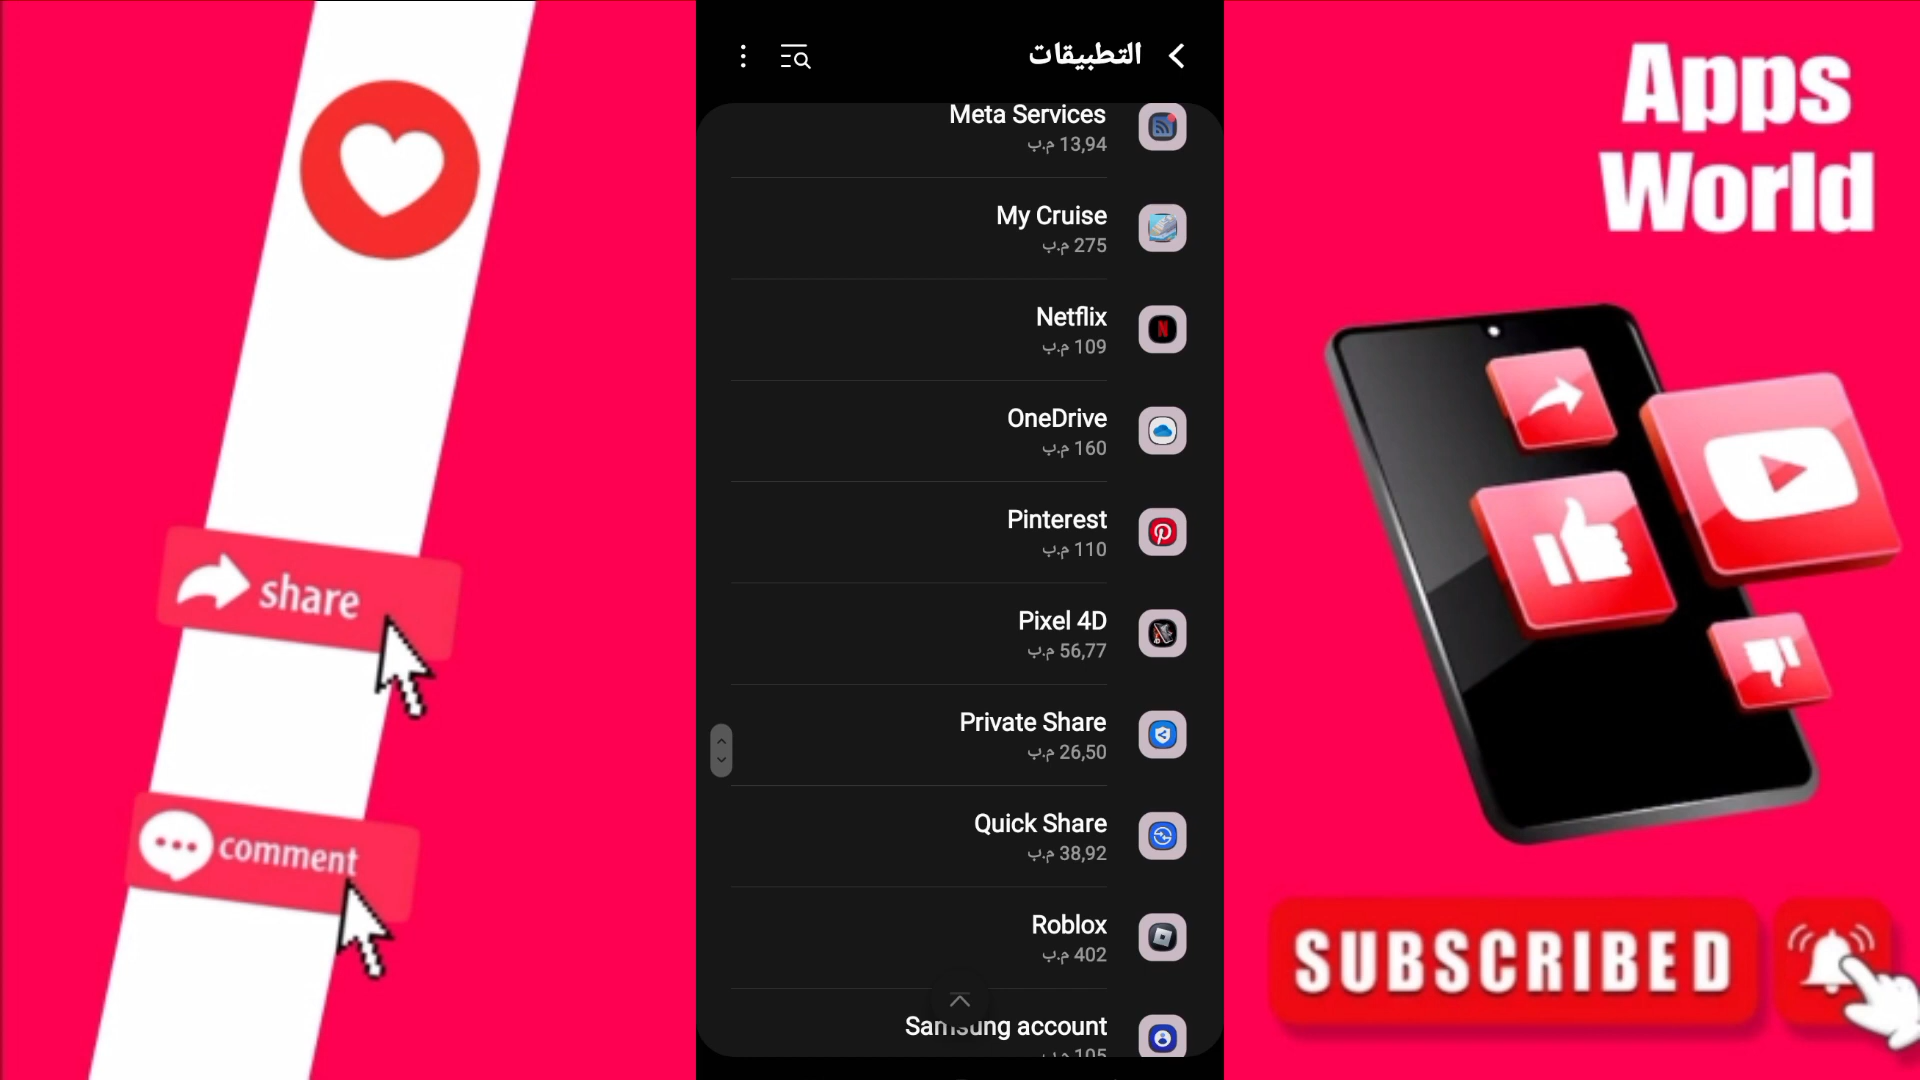 التطبيقات
Meta Services
13,94 م.ب
My Cruise
275 م.ب
Netflix
109 م.ب
OneDrive
160 م.ب
Pinterest
110 م.ب
Pixel 4D
56,77 م.ب
Private Share
26,50 م.ب
Quick Share
38,92 م.ب
Roblox
402 م.ب
Samsung account
105 م.ب
share
comment
Apps
World
SUBSCRIBED